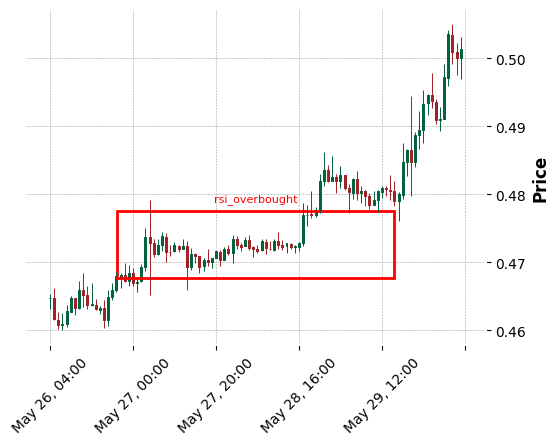 0.50
0.49
rsi_overbought
0.48
0.47
0.46
Price
May 26, 04:00
May 27, 00:00
May 27, 20:00
May 28, 16:00
May 29, 12:00